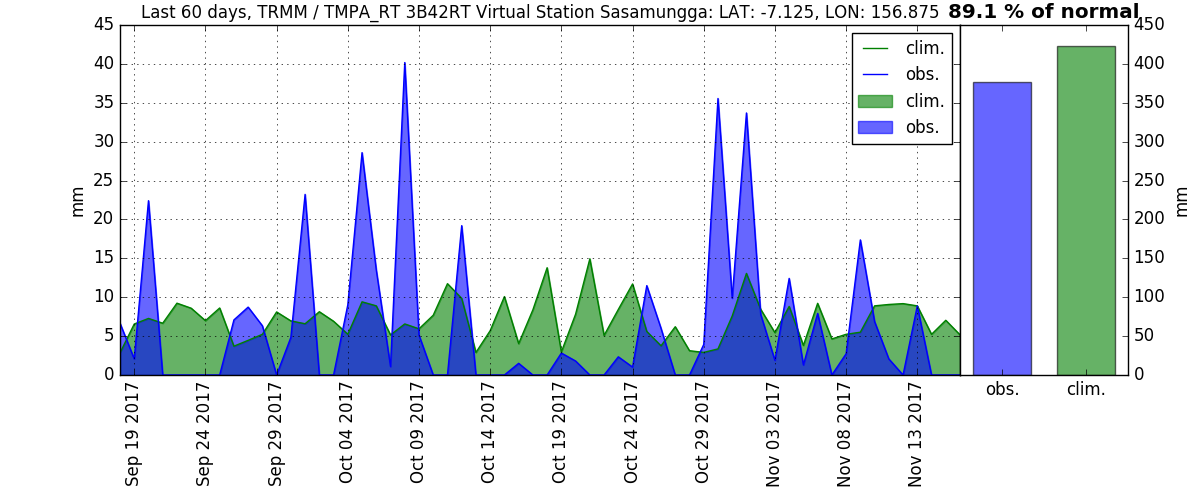 Last 60 days, TRMM / TMPA_RT 3B42RT Virtual Station Sasamungga: LAT: -7.125, LON: 156.875 89.1 % of normal
45
40
35
30
25
20
15
10
5
0
mm
clim.
obs.
clim.
obs.
450
400
350
300
250
200
150
100
50
0
mm
Sep 19 2017
Sep 24 2017
Sep 29 2017
Oct 04 2017
Oct 09 2017
Oct 14 2017
Oct 19 2017
Oct 24 2017
Oct 29 2017
Nov 03 2017
Nov 08 2017
Nov 13 2017
obs.
clim.